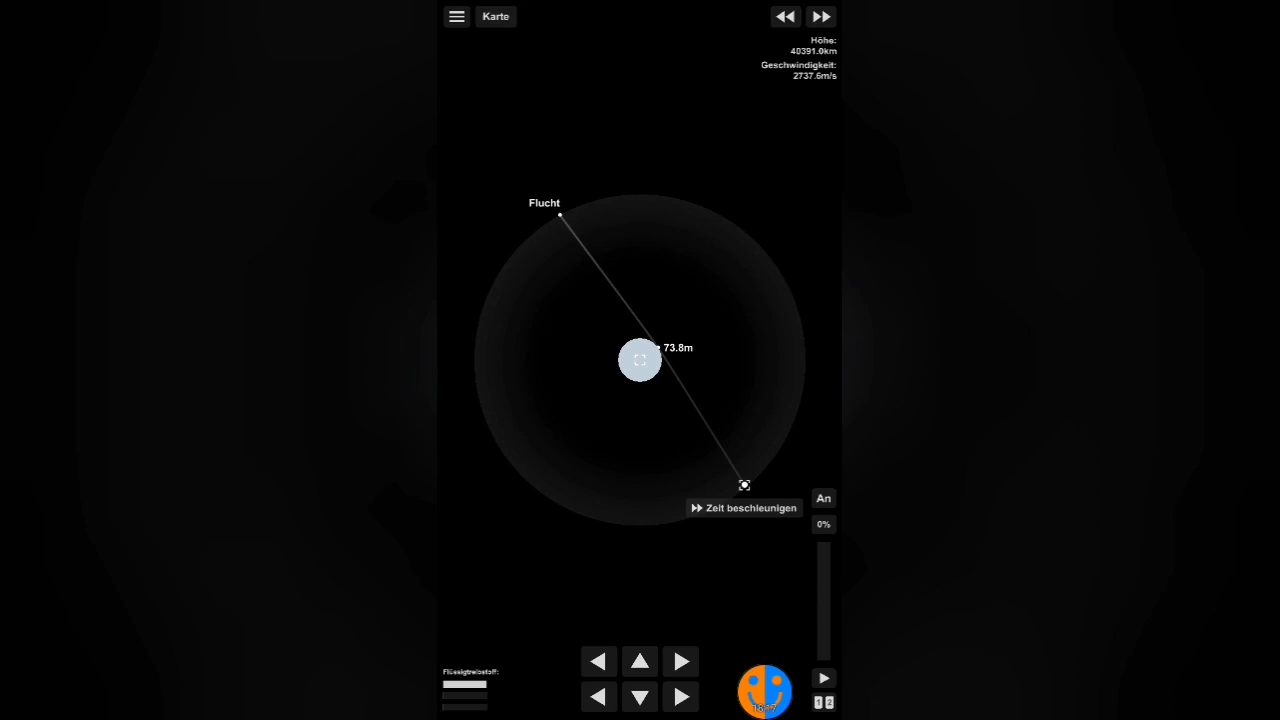 Karte
Höhe:
40391.0km
Geschwindigkeit:
2737.6m/s
Flucht
73.8m
Zeit beschleunigen
An
0%
Flüssigtreibstoff:
1 2